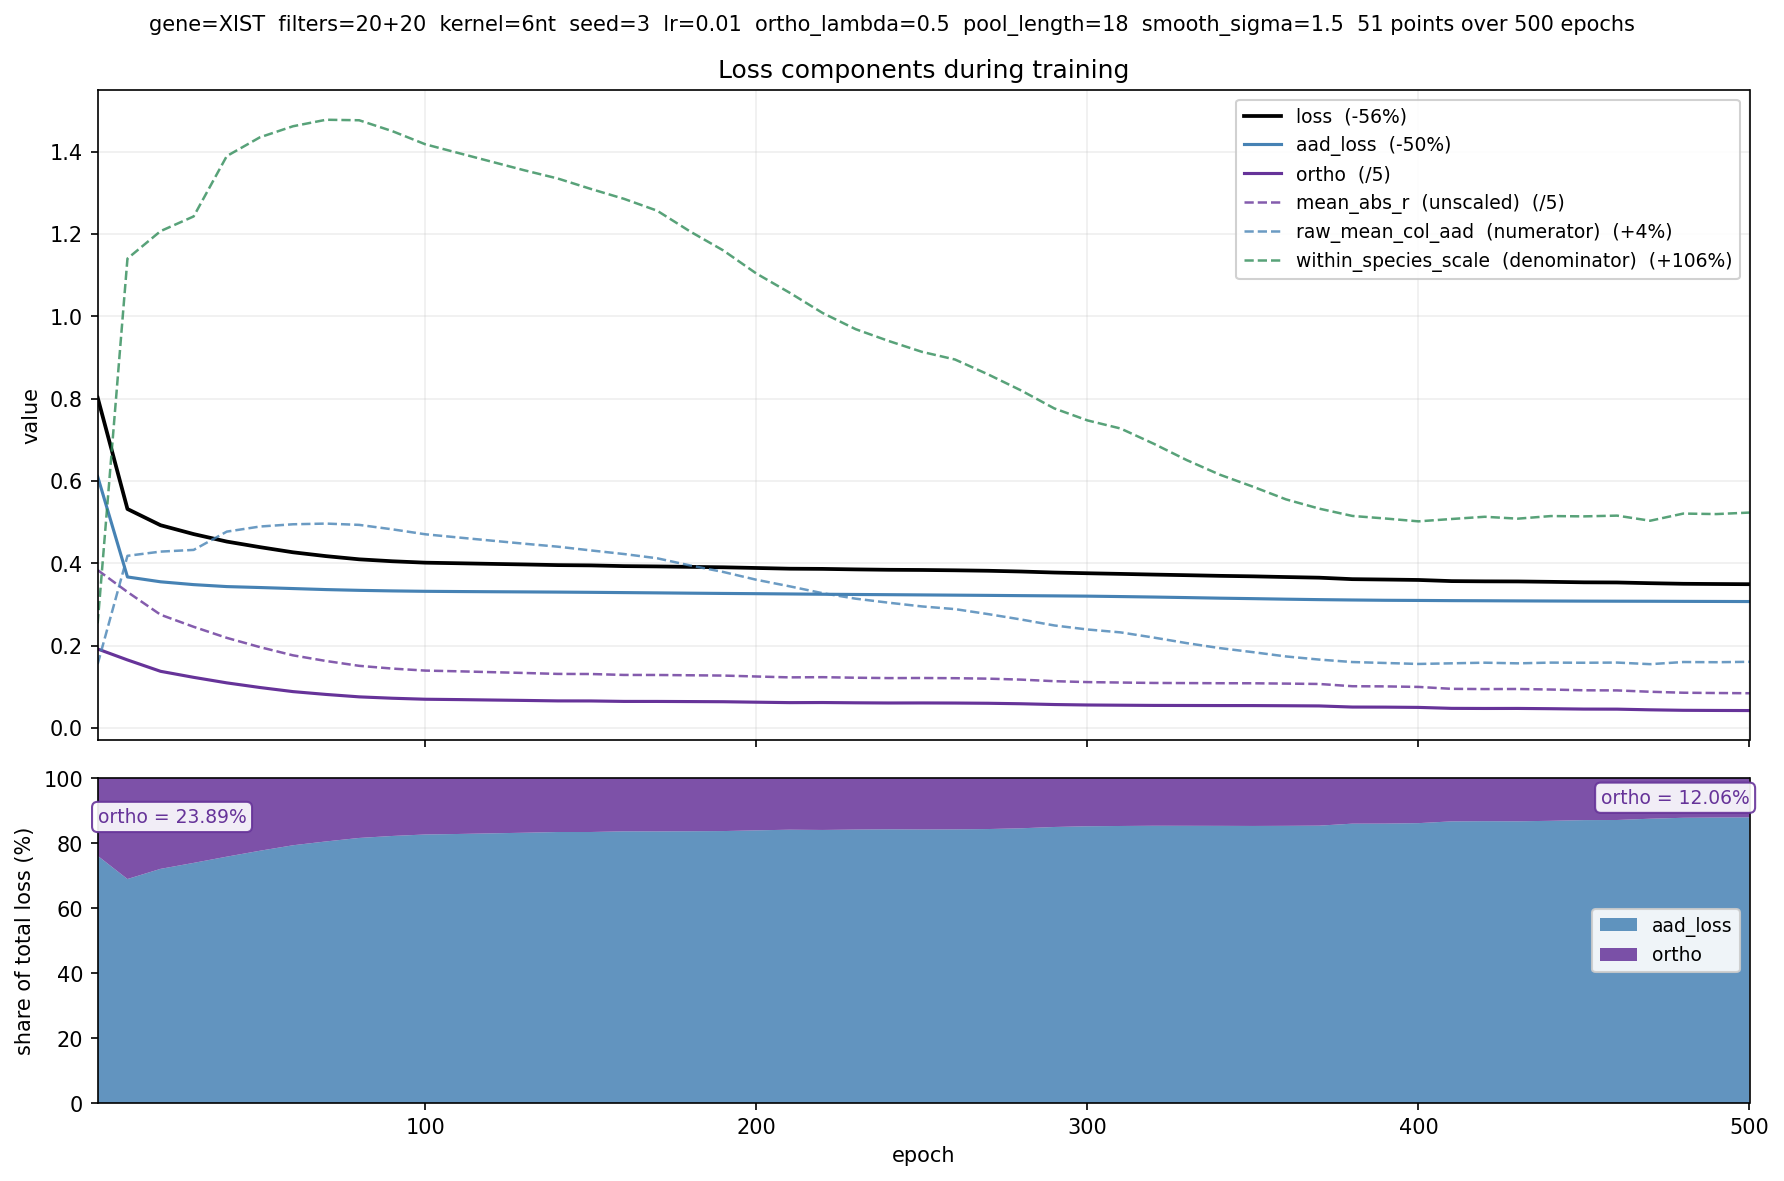 gene=XIST  filters=20+20  kernel=6nt  seed=3  lr=0.01  ortho_lambda=0.5  pool_length=18  smooth_sigma=1.5  51 points over 500 epochs
Loss components during training
loss  (-56%)
aad_loss  (-50%)
ortho  (/5)
mean_abs_r  (unscaled)  (/5)
raw_mean_col_aad  (numerator)  (+4%)
within_species_scale  (denominator)  (+106%)
value
1.4
1.2
1.0
0.8
0.6
0.4
0.2
0.0
share of total loss (%)
100
80
60
40
20
0
ortho = 23.89%
ortho = 12.06%
aad_loss
ortho
100
200
300
400
500
epoch